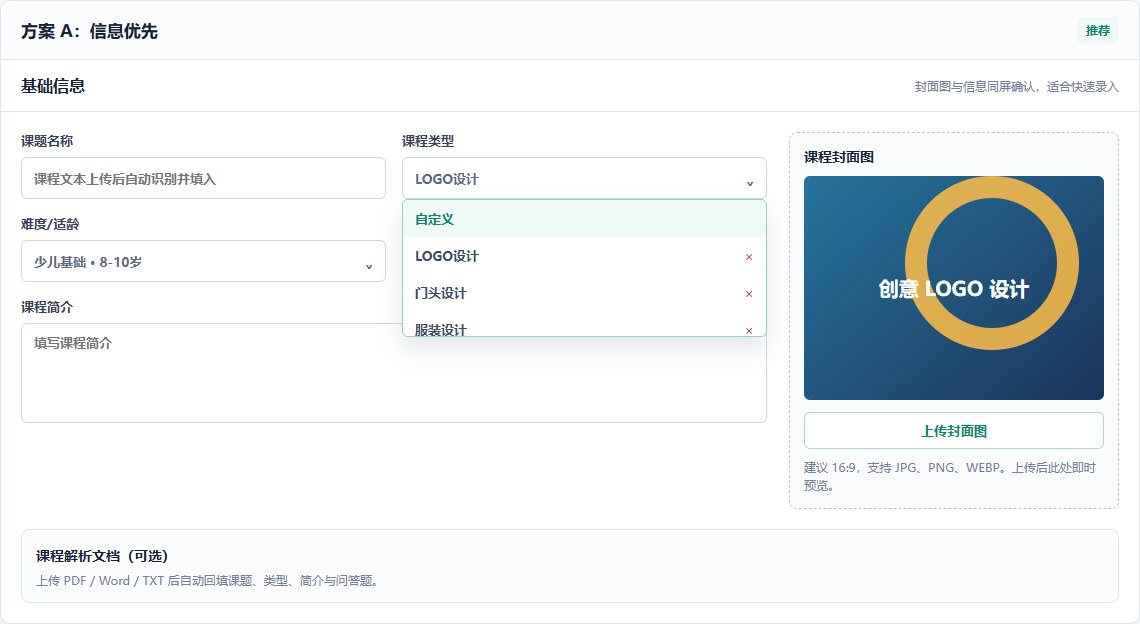 方案 A：信息优先
推荐
基础信息
封面图与信息同屏确认，适合快速录入
课题名称
课程文本上传后自动识别并填入
课程类型
LOGO设计
自定义
LOGO设计
门头设计
服装设计
难度/适龄
少儿基础 • 8-10岁
课程简介
填写课程简介
课程封面图
创意 LOGO 设计
上传封面图
建议 16:9，支持 JPG、PNG、WEBP。上传后此处即时
预览。
课程解析文档（可选）
上传 PDF / Word / TXT 后自动回填课题、类型、简介与问答题。